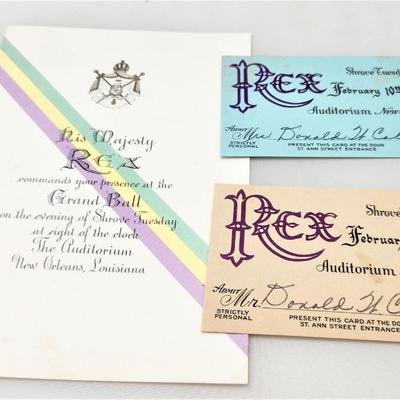 His Majesty
REX
commands your presence at the
Grand Ball
on the evening of Shrove Tuesday
at eight of the clock
The Auditorium
New Orleans, Louisiana
REX
Shrove Tuesday
February 10th
Auditorium, New
ADMIT
Mrs. Donald H.
STRICTLY
PERSONAL
PRESENT THIS CARD AT THE DOOR
ST. ANN STREET ENTRANCE
REX
Shrove
February
Auditorium
ADMIT
Mr. Donald H.
STRICTLY
PERSONAL
PRESENT THIS CARD AT THE DOOR
ST. ANN STREET ENTRANCE